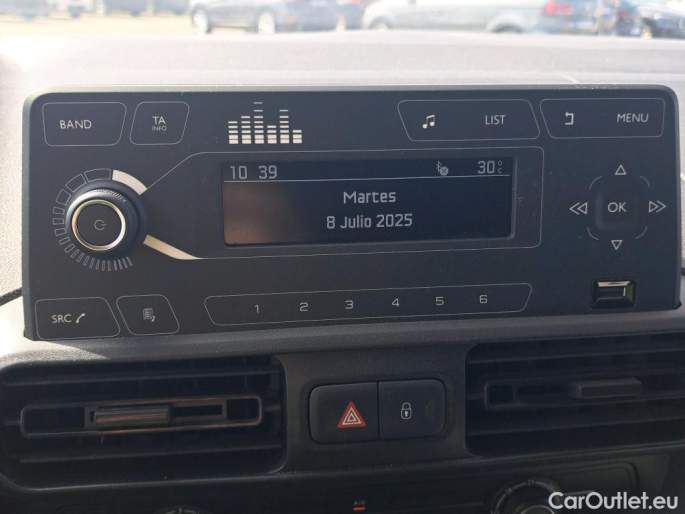 BAND
TA
INFO
LIST
MENU
10 39
30°C
Martes
8 Julio 2025
OK
SRC
1 2 3 4 5 6
CarOutlet.eu